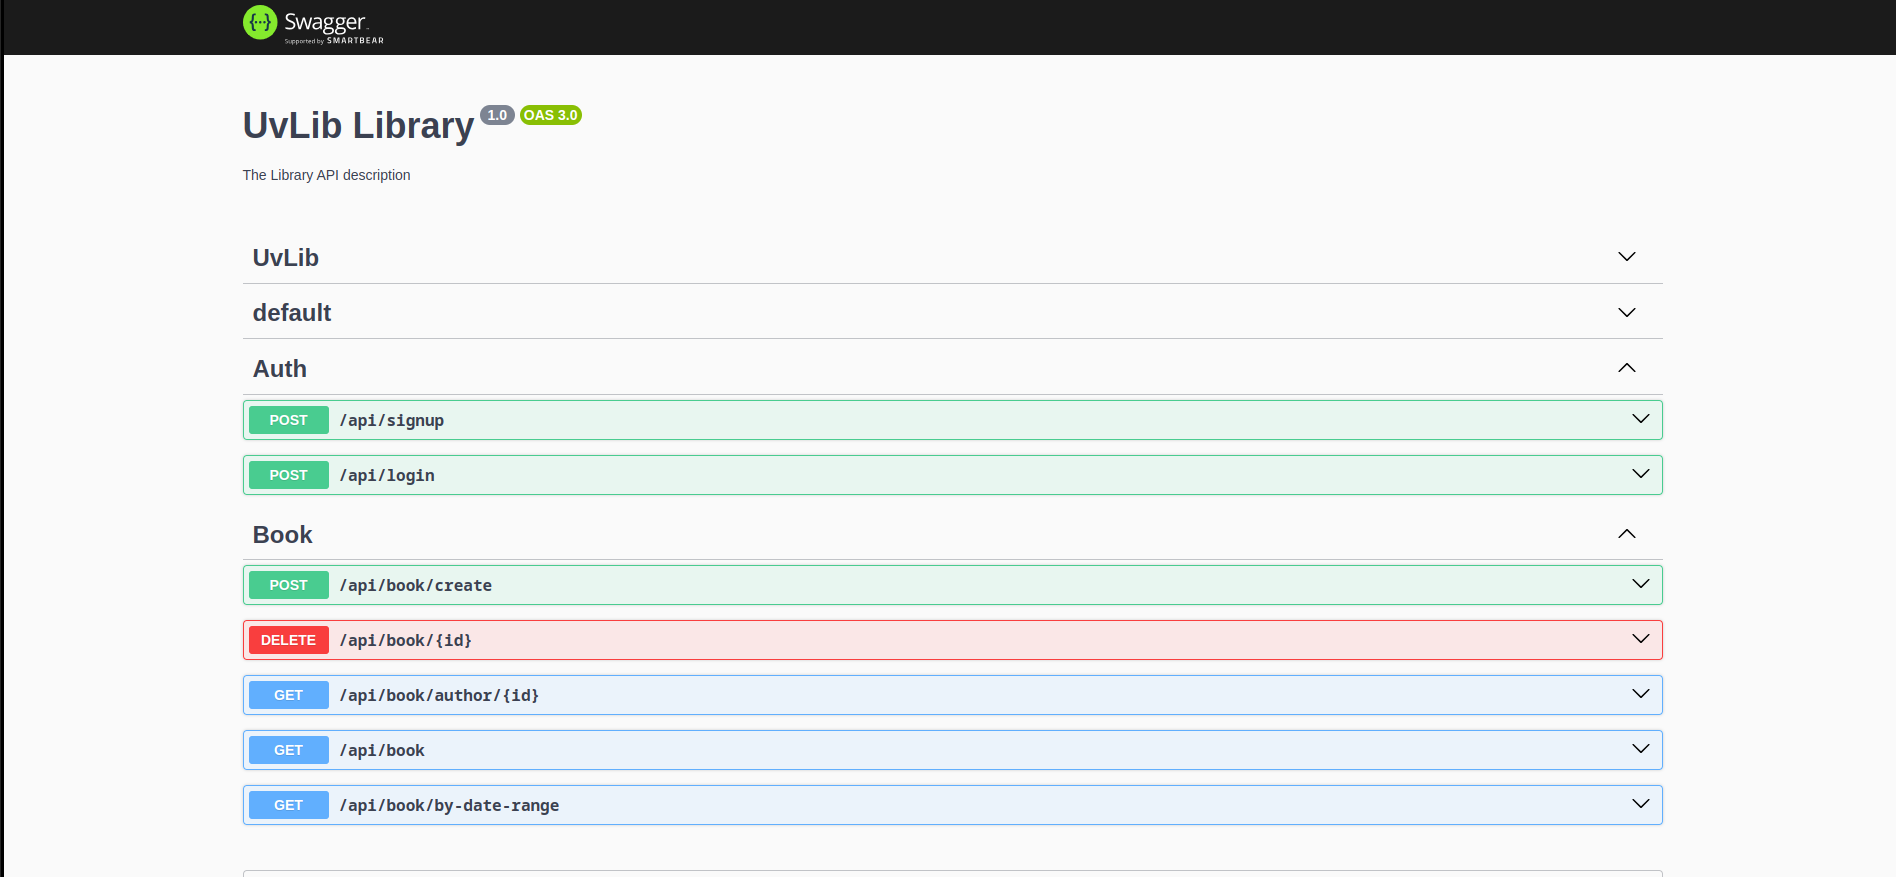 Swagger
Supported by SMARTBEAR
UvLib Library 1.0 OAS 3.0
The Library API description
UvLib
default
Auth
POST /api/signup
POST /api/login
Book
POST /api/book/create
DELETE /api/book/{id}
GET /api/book/author/{id}
GET /api/book
GET /api/book/by-date-range